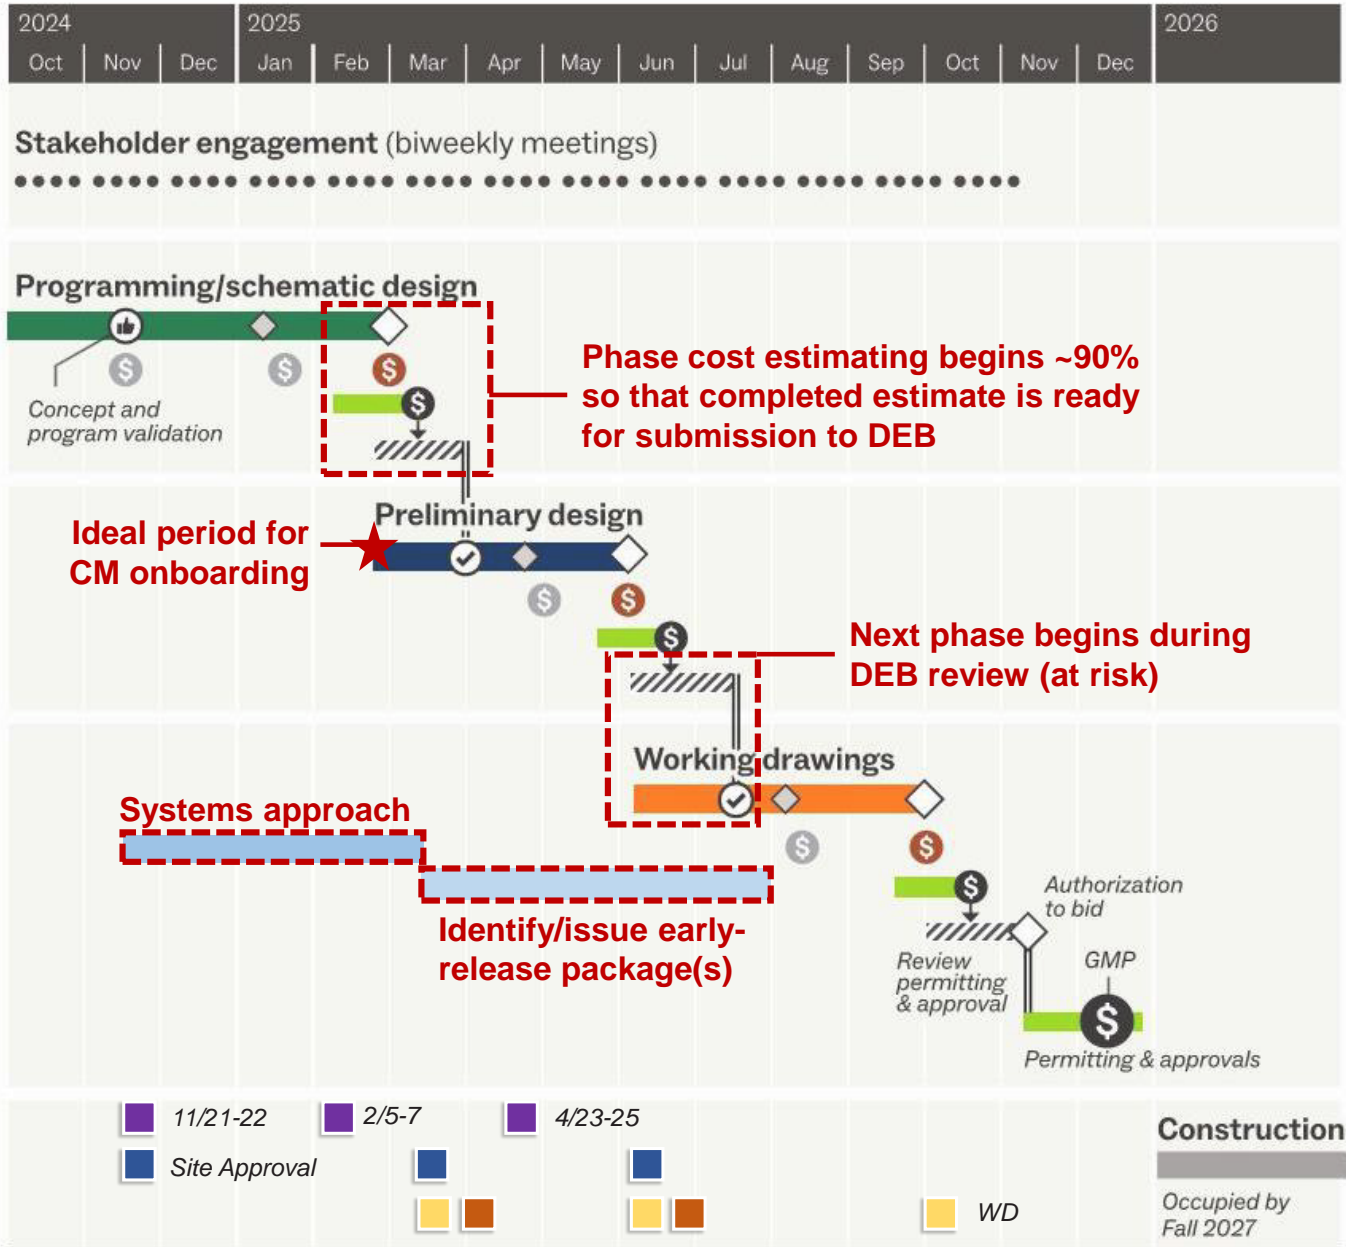 2024
2025
2026
Oct Nov Dec Jan Feb Mar Apr May Jun Jul Aug Sep Oct Nov Dec
Stakeholder engagement (biweekly meetings)
Programming/schematic design
$ $ $
$
Concept and
program validation
Phase cost estimating begins ~90%
so that completed estimate is ready
for submission to DEB
Preliminary design
Ideal period for
CM onboarding
$ $
$
Next phase begins during
DEB review (at risk)
Working drawings
Systems approach
$ $
$
Identify/issue early-
release package(s)
Authorization
to bid
Review
permitting
& approval
GMP
$
Permitting & approvals
11/21-22
2/5-7
4/23-25
Site Approval
WD
Construction
Occupied by
Fall 2027